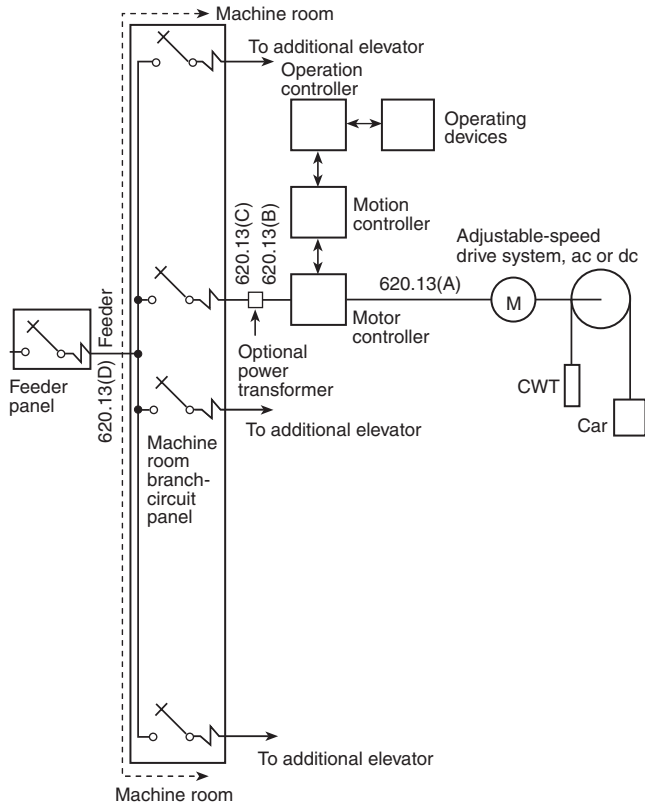 Machine room
To additional elevator
Operation
controller
Operating
devices
Motion
controller
620.13(C)
620.13(B)
Adjustable-speed
drive system, ac or dc
620.13(A)
M
Motor
controller
Optional
power
transformer
Feeder
620.13(D)
Feeder
panel
CWT
Car
To additional elevator
Machine
room
branch-
circuit
panel
To additional elevator
Machine room